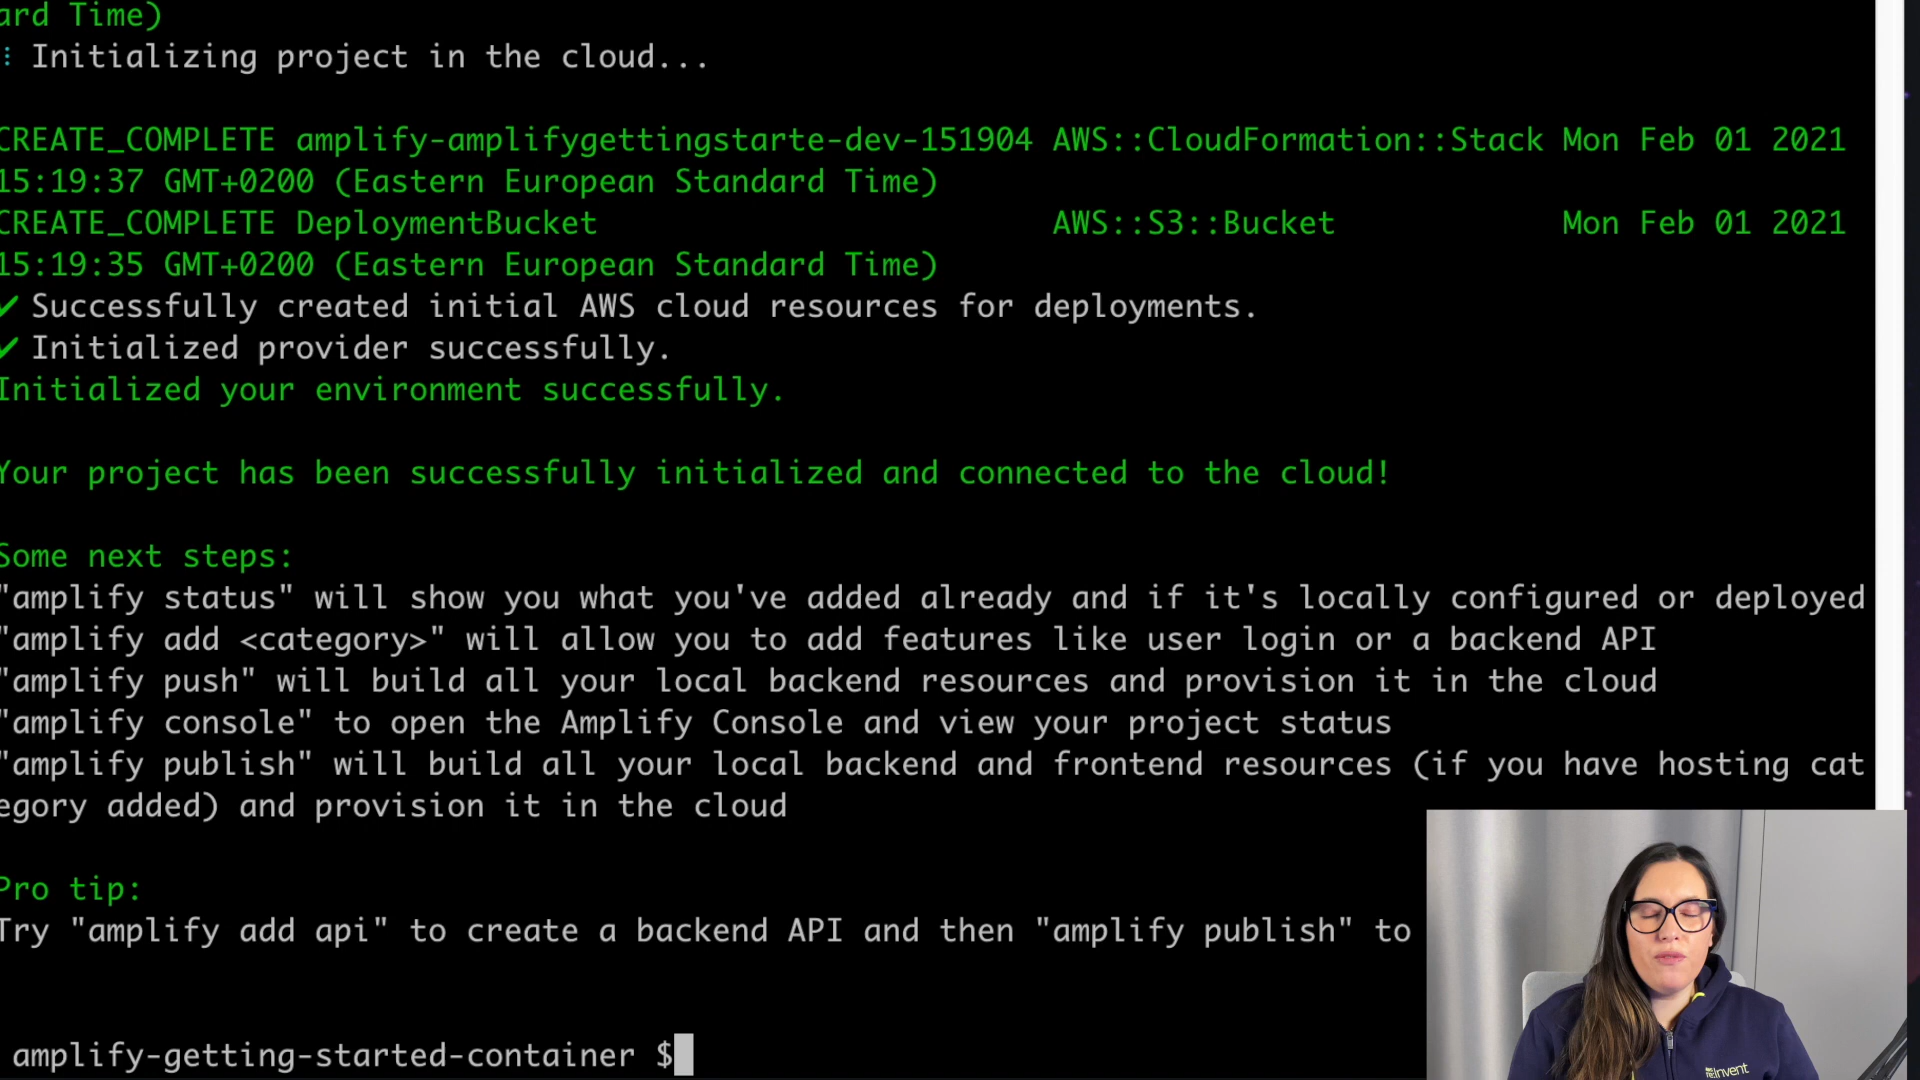 ard Time)
Initializing project in the cloud...
CREATE_COMPLETE amplify-amplifygettingstarte-dev-151904 AWS::CloudFormation::Stack Mon Feb 01 2021
15:19:37 GMT+0200 (Eastern European Standard Time)
CREATE_COMPLETE DeploymentBucket AWS::S3::Bucket Mon Feb 01 2021
15:19:35 GMT+0200 (Eastern European Standard Time)
✔ Successfully created initial AWS cloud resources for deployments.
✔ Initialized provider successfully.
Initialized your environment successfully.
Your project has been successfully initialized and connected to the cloud!
Some next steps:
"amplify status" will show you what you've added already and if it's locally configured or deployed
"amplify add <category>" will allow you to add features like user login or a backend API
"amplify push" will build all your local backend resources and provision it in the cloud
"amplify console" to open the Amplify Console and view your project status
"amplify publish" will build all your local backend and frontend resources (if you have hosting cat
egory added) and provision it in the cloud
Pro tip:
Try "amplify add api" to create a backend API and then "amplify publish" to
amplify-getting-started-container $
re:Invent